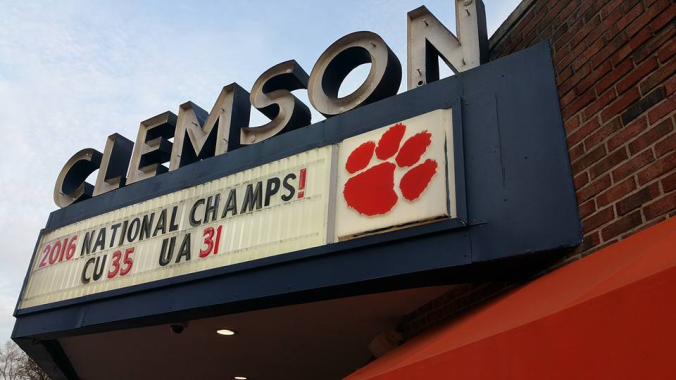 CLEMSON
2016 NATIONAL CHAMPS!
CU 35 UA 31